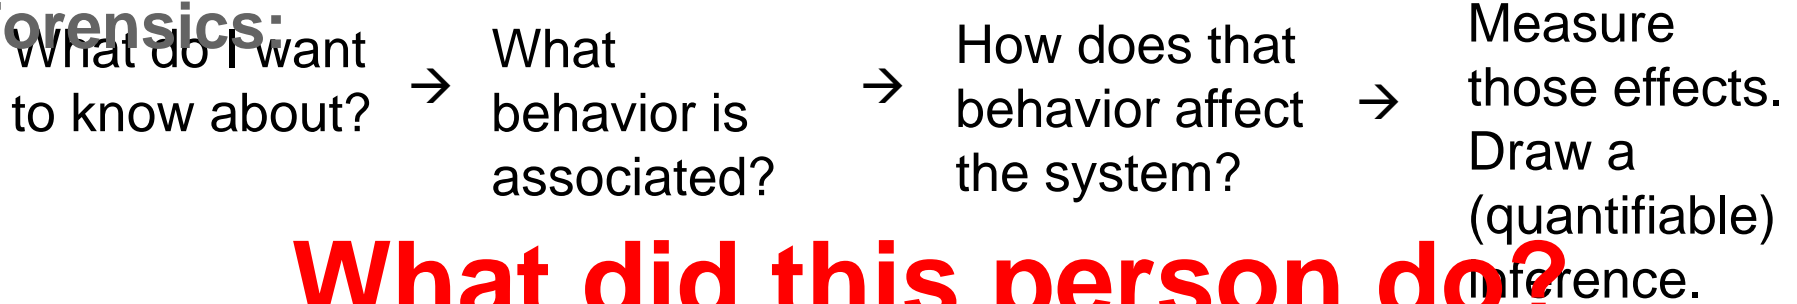 orensics:
What do I want
to know about?
→
What
behavior is
associated?
→
How does that
behavior affect
the system?
→
Measure
those effects.
Draw a
(quantifiable)
inference.
What did this person do?